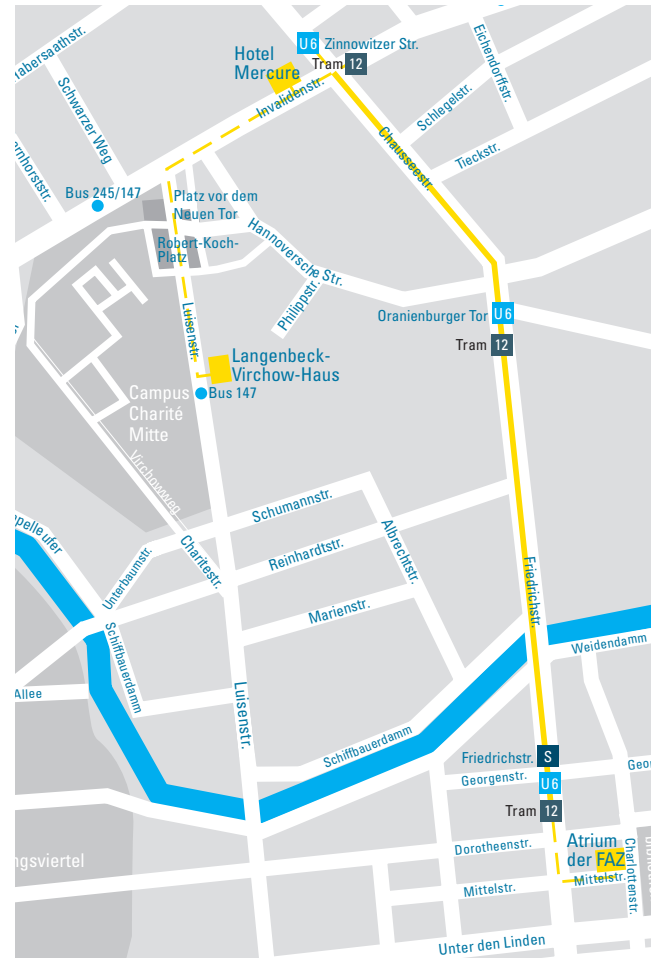 U6 Zinnowitzer Str.
Tram 12
Hotel
Mercure
Invalidenstr.
Habersaathstr.
Schwarzer Weg
Eichendorffstr.
Schlegelstr.
Tieckstr.
Chausseestr.
Bus 245/147
Platz vor dem
Neuen Tor
Robert-Koch-
Platz
Hannoversche Str.
Philippstr.
Luisenstr.
Oranienburger Tor U6
Tram 12
Langenbeck-
Virchow-Haus
Bus 147
Campus
Charité
Mitte
Virchowweg
Schumannstr.
Reinhardtstr.
Albrechtstr.
Charitestr.
Unterbaumstr.
Marienstr.
Friedrichstr.
Schiffbauerdamm
Weidendamm
Allee
Luisenstr.
Schiffbauerdamm
Friedrichstr. S
Georgenstr.
U6
Tram 12
Dorotheenstr.
Atrium
der FAZ
Mittelstr.
Mittelstr.
Charlottenstr.
Unter den Linden